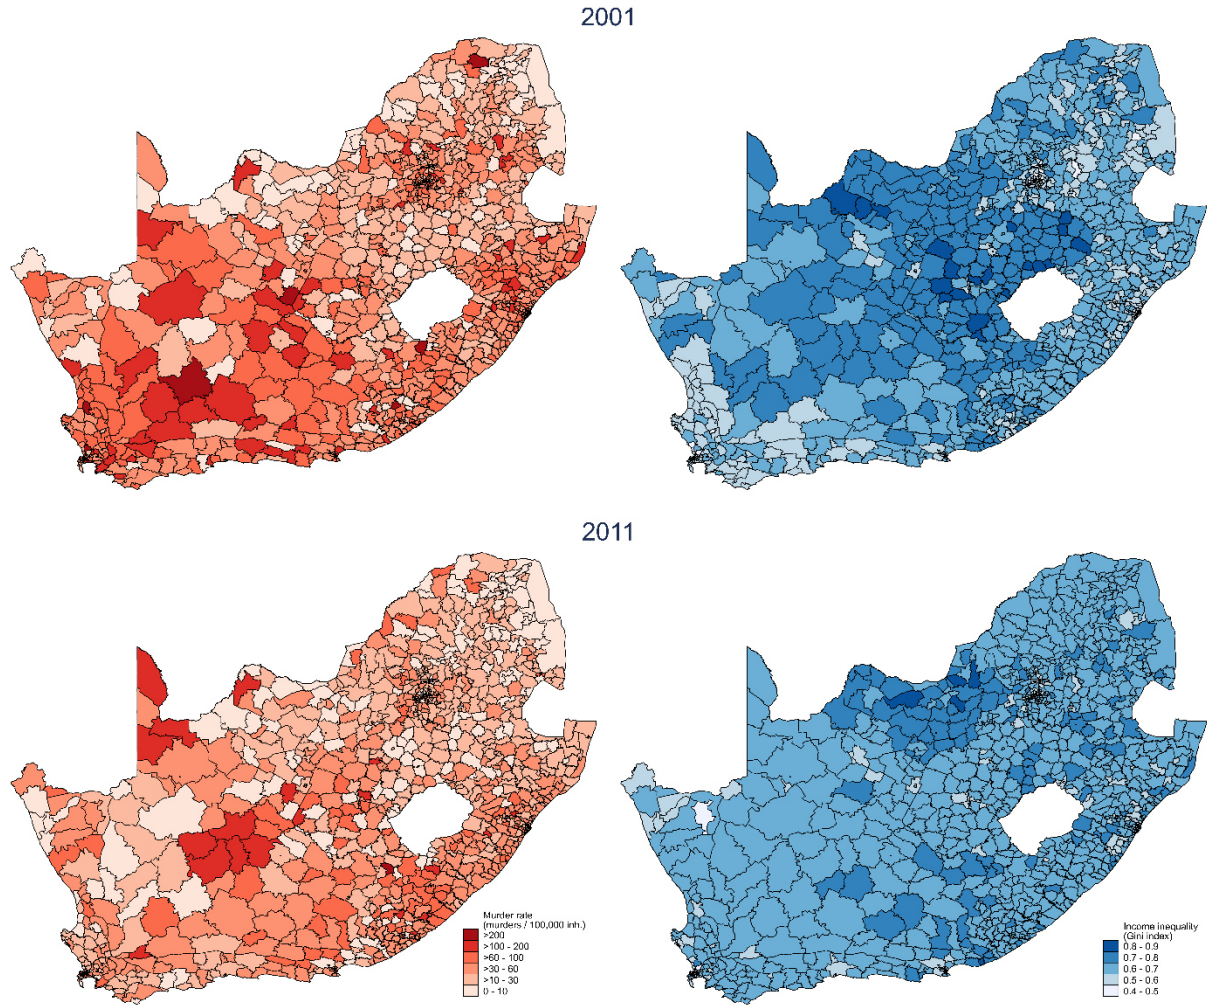 2001
2011
Murder rate
(murders / 100,000 inh.)
>200
>100 - 200
>60 - 100
>30 - 60
>10 - 30
0 - 10
Income inequality
(Gini index)
0.8 - 0.9
0.7 - 0.8
0.6 - 0.7
0.5 - 0.6
0.4 - 0.5